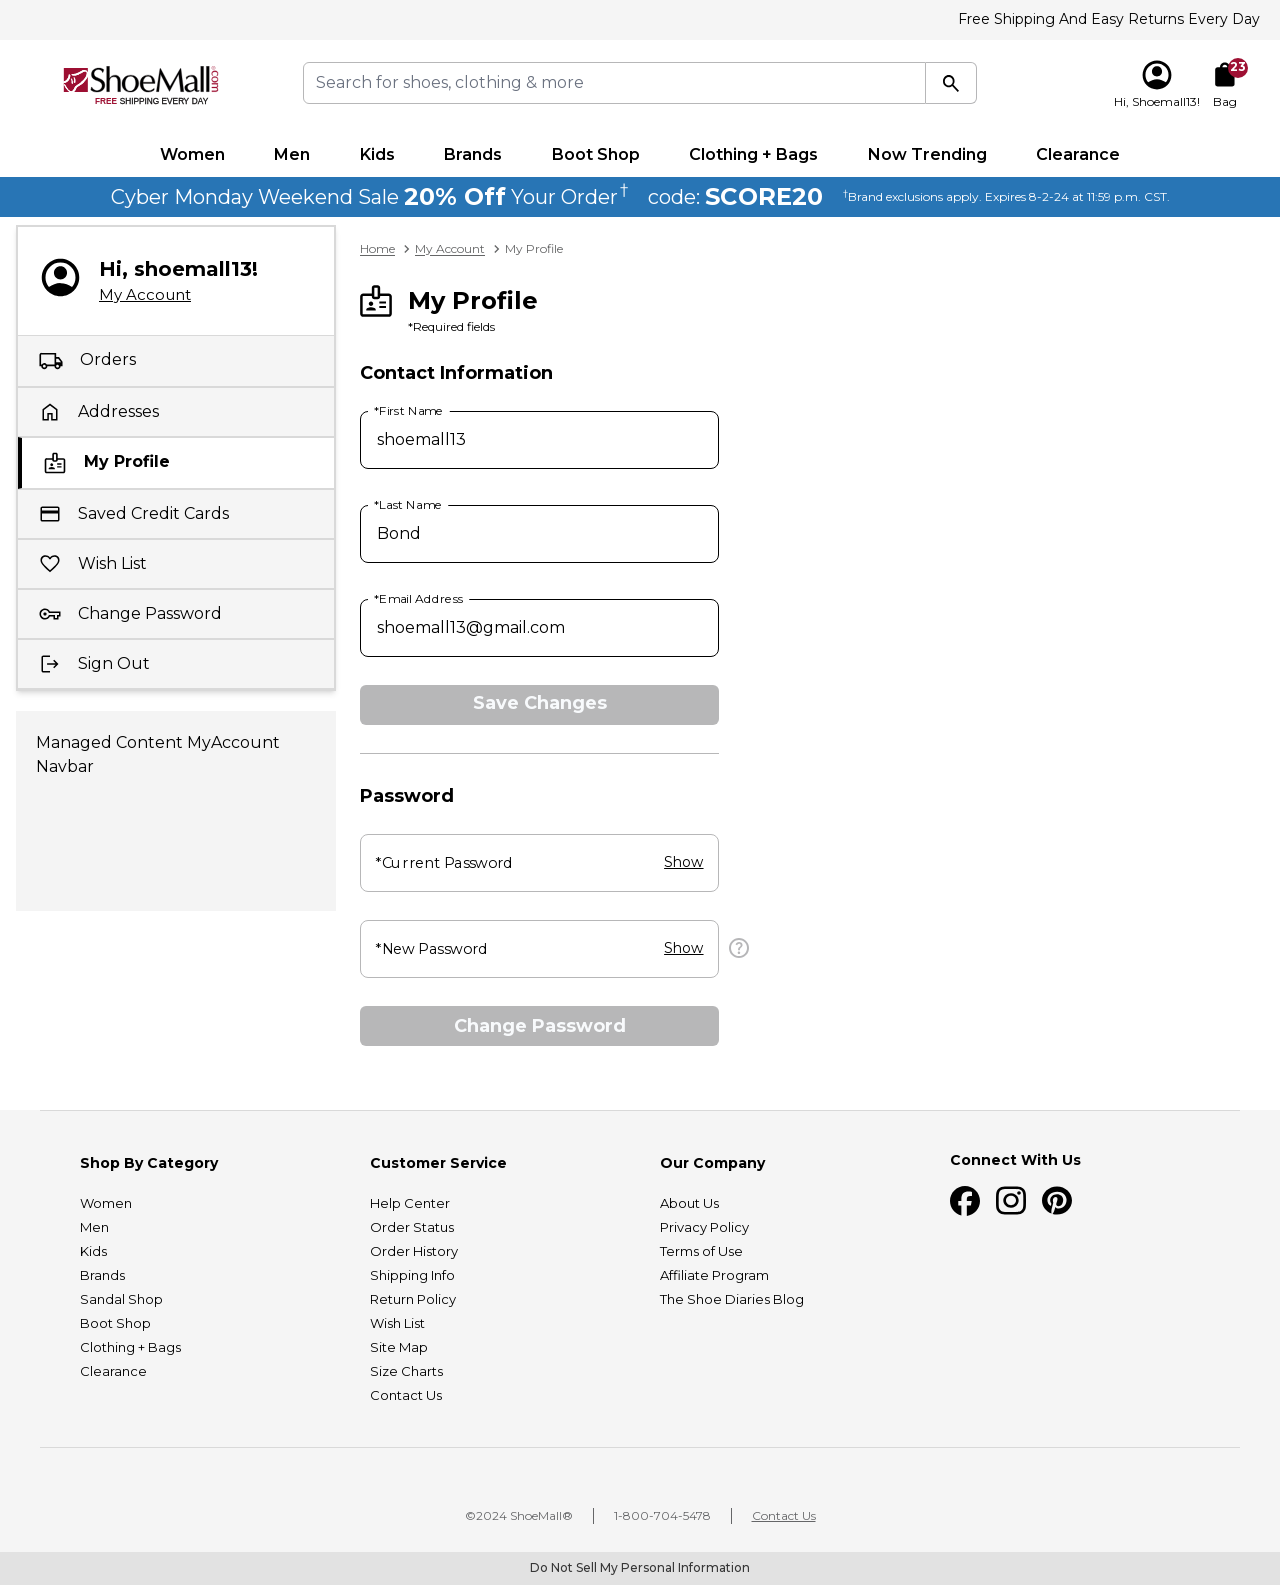 Free Shipping And Easy Returns Every Day
ShoeMall.com
FREE SHIPPING EVERY DAY
Search for shoes, clothing & more
23
Hi, Shoemall13!
Bag
Women Men Kids Brands Boot Shop Clothing + Bags Now Trending Clearance
Cyber Monday Weekend Sale 20% Off Your Order† code: SCORE20 †Brand exclusions apply. Expires 8-2-24 at 11:59 p.m. CST.
Hi, shoemall13!
My Account
Orders
Addresses
My Profile
Saved Credit Cards
Wish List
Change Password
Sign Out
Managed Content MyAccount
Navbar
Home > My Account > My Profile
My Profile
*Required fields
Contact Information
*First Name
shoemall13
*Last Name
Bond
*Email Address
shoemall13@gmail.com
Save Changes
Password
*Current Password Show
*New Password Show
?
Change Password
Shop By Category
Women
Men
Kids
Brands
Sandal Shop
Boot Shop
Clothing + Bags
Clearance
Customer Service
Help Center
Order Status
Order History
Shipping Info
Return Policy
Wish List
Site Map
Size Charts
Contact Us
Our Company
About Us
Privacy Policy
Terms of Use
Affiliate Program
The Shoe Diaries Blog
Connect With Us
©2024 ShoeMall® | 1-800-704-5478 | Contact Us
Do Not Sell My Personal Information